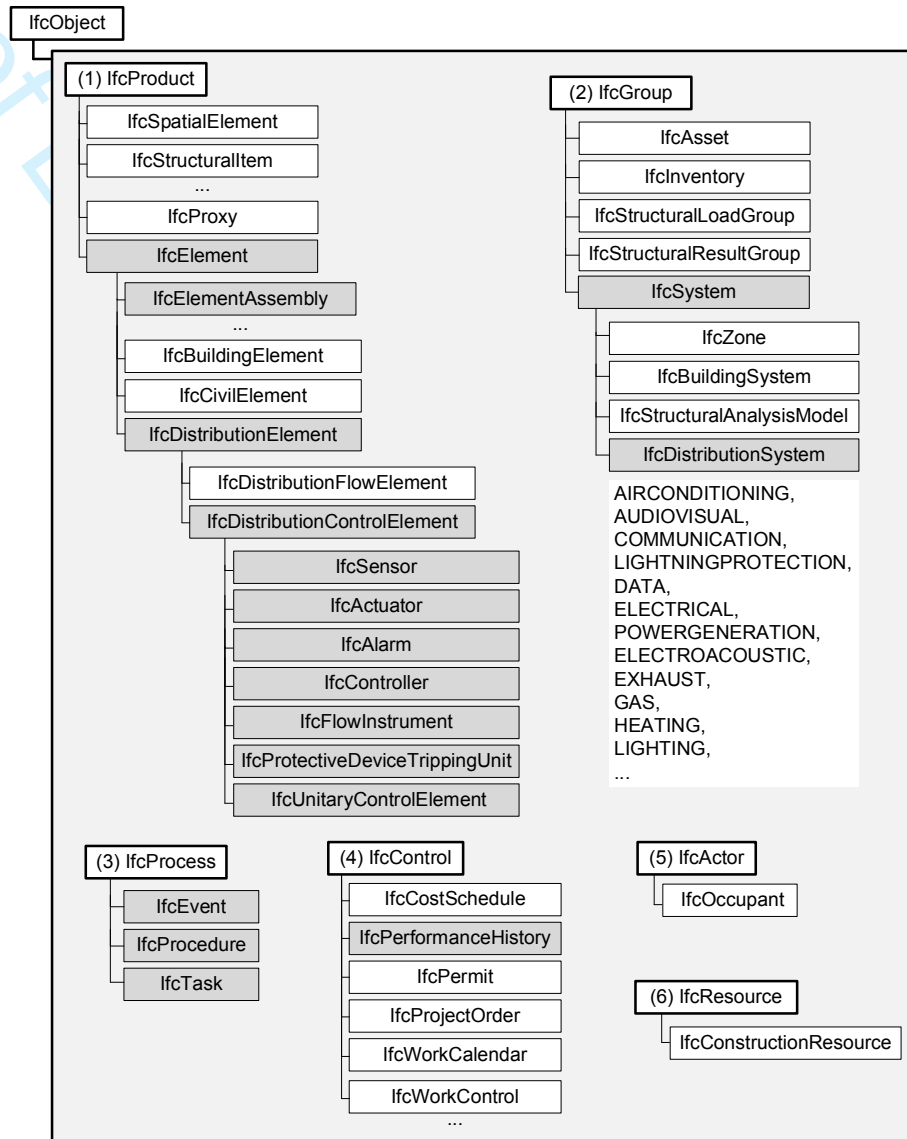 IfcObject
(1) IfcProduct
IfcSpatialElement
IfcStructuralItem
...
IfcProxy
IfcElement
IfcElementAssembly
...
IfcBuildingElement
IfcCivilElement
IfcDistributionElement
IfcDistributionFlowElement
IfcDistributionControlElement
IfcSensor
IfcActuator
IfcAlarm
IfcController
IfcFlowInstrument
IfcProtectiveDeviceTrippingUnit
IfcUnitaryControlElement
(2) IfcGroup
IfcAsset
IfcInventory
IfcStructuralLoadGroup
IfcStructuralResultGroup
IfcSystem
IfcZone
IfcBuildingSystem
IfcStructuralAnalysisModel
IfcDistributionSystem
AIRCONDITIONING,
AUDIOVISUAL,
COMMUNICATION,
LIGHTNINGPROTECTION,
DATA,
ELECTRICAL,
POWERGENERATION,
ELECTROACOUSTIC,
EXHAUST,
GAS,
HEATING,
LIGHTING,
...
(3) IfcProcess
IfcEvent
IfcProcedure
IfcTask
(4) IfcControl
IfcCostSchedule
IfcPerformanceHistory
IfcPermit
IfcProjectOrder
IfcWorkCalendar
IfcWorkControl
...
(5) IfcActor
IfcOccupant
(6) IfcResource
IfcConstructionResource